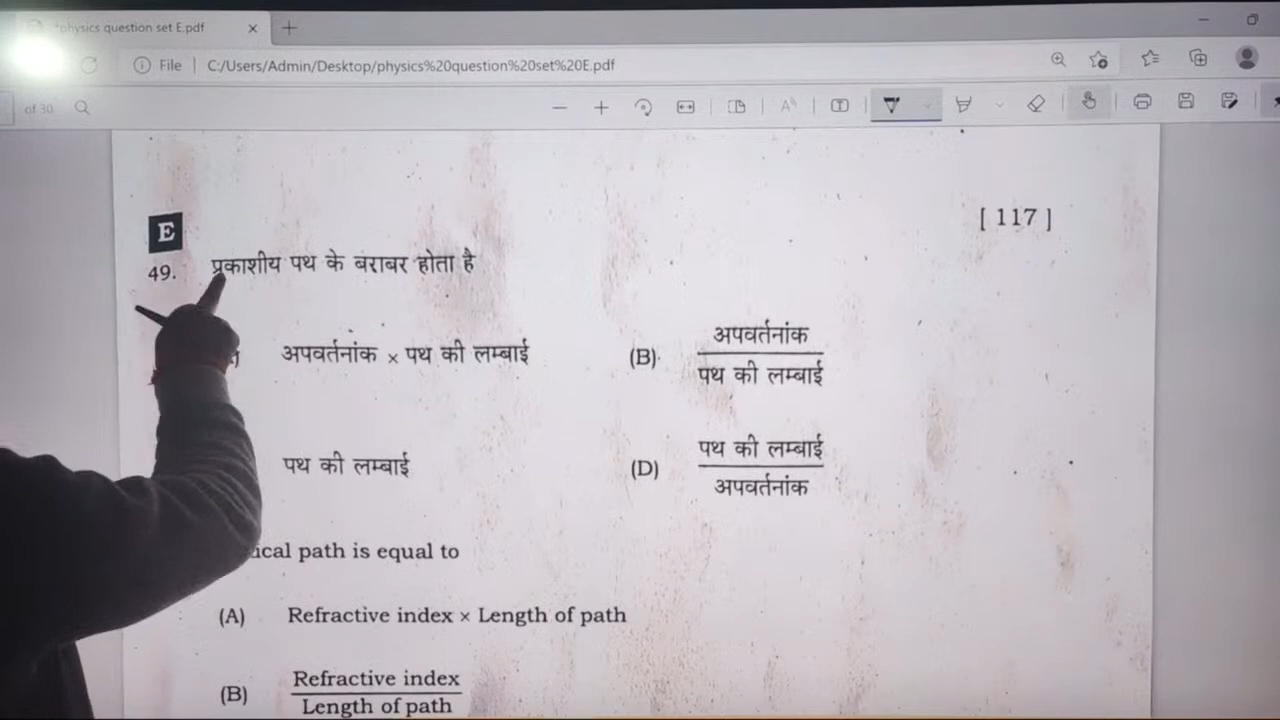 physics question set E.pdf
File | C:/Users/Admin/Desktop/physics%20question%20set%20E.pdf
of 30
E
[ 117 ]
49. प्रकाशीय पथ के बराबर होता है
अपवर्तनांक × पथ की लम्बाई
(B) अपवर्तनांक
पथ की लम्बाई
पथ की लम्बाई
(D) पथ की लम्बाई
अपवर्तनांक
path is equal to
(A) Refractive index × Length of path
(B) Refractive index
Length of path